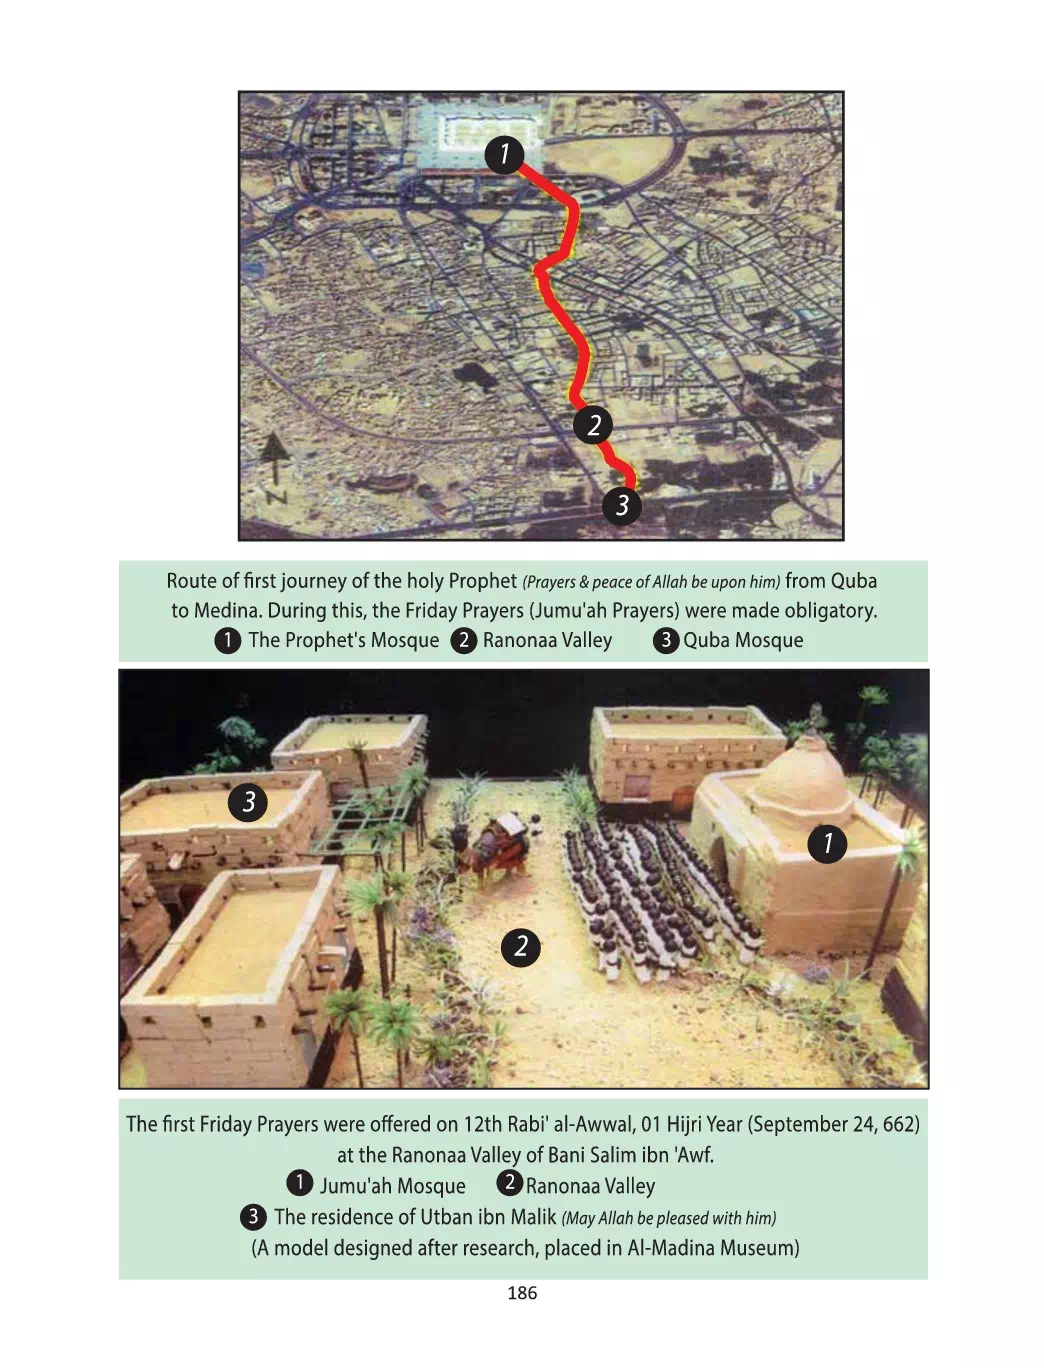 1
2
3
N
Route of first journey of the holy Prophet (Prayers & peace of Allah be upon him) from Quba
to Medina. During this, the Friday Prayers (Jumu'ah Prayers) were made obligatory.
1 The Prophet's Mosque 2 Ranonaa Valley 3 Quba Mosque
3
1
2
The first Friday Prayers were offered on 12th Rabi' al-Awwal, 01 Hijri Year (September 24, 662)
at the Ranonaa Valley of Bani Salim ibn 'Awf.
1 Jumu'ah Mosque 2 Ranonaa Valley
3 The residence of Utban ibn Malik (May Allah be pleased with him)
(A model designed after research, placed in Al-Madina Museum)
186